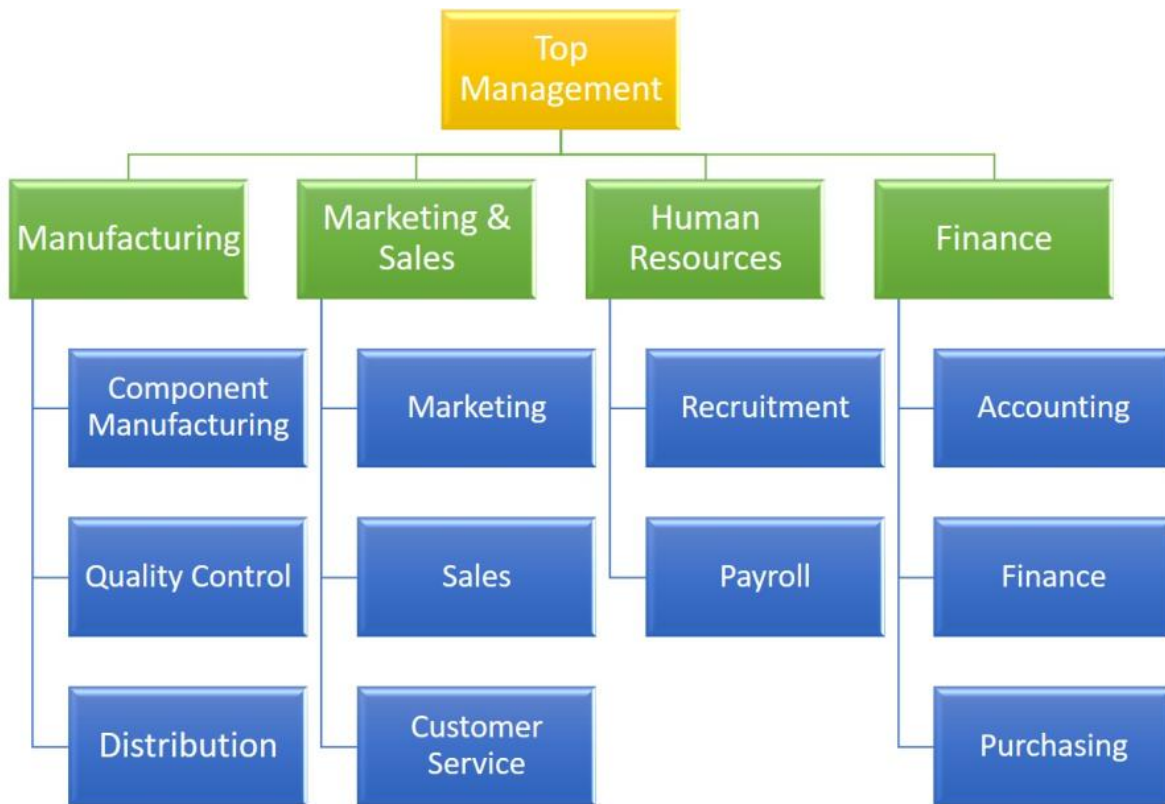 Top
Management
Manufacturing
Marketing &
Sales
Human
Resources
Finance
Component
Manufacturing
Marketing
Recruitment
Accounting
Quality Control
Sales
Payroll
Finance
Distribution
Customer
Service
Purchasing